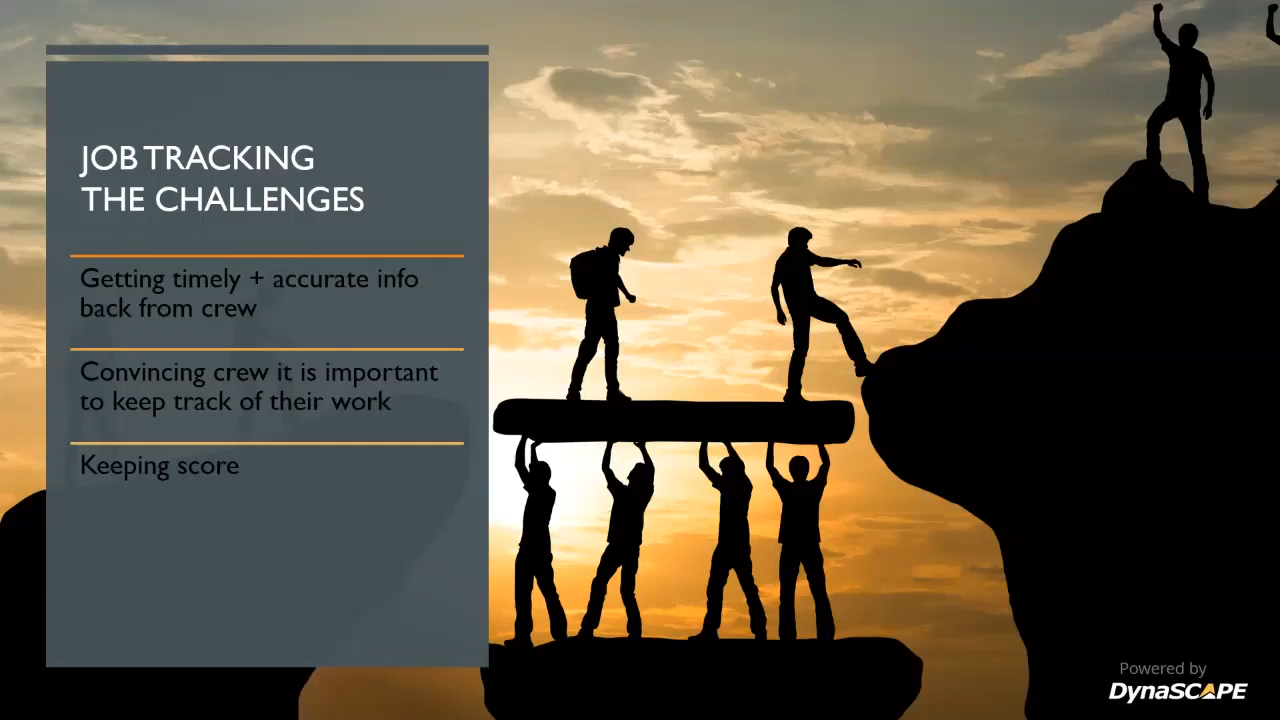 JOB TRACKING
THE CHALLENGES
Getting timely + accurate info
back from crew
Convincing crew it is important
to keep track of their work
Keeping score
Powered by
DynaSCAPE